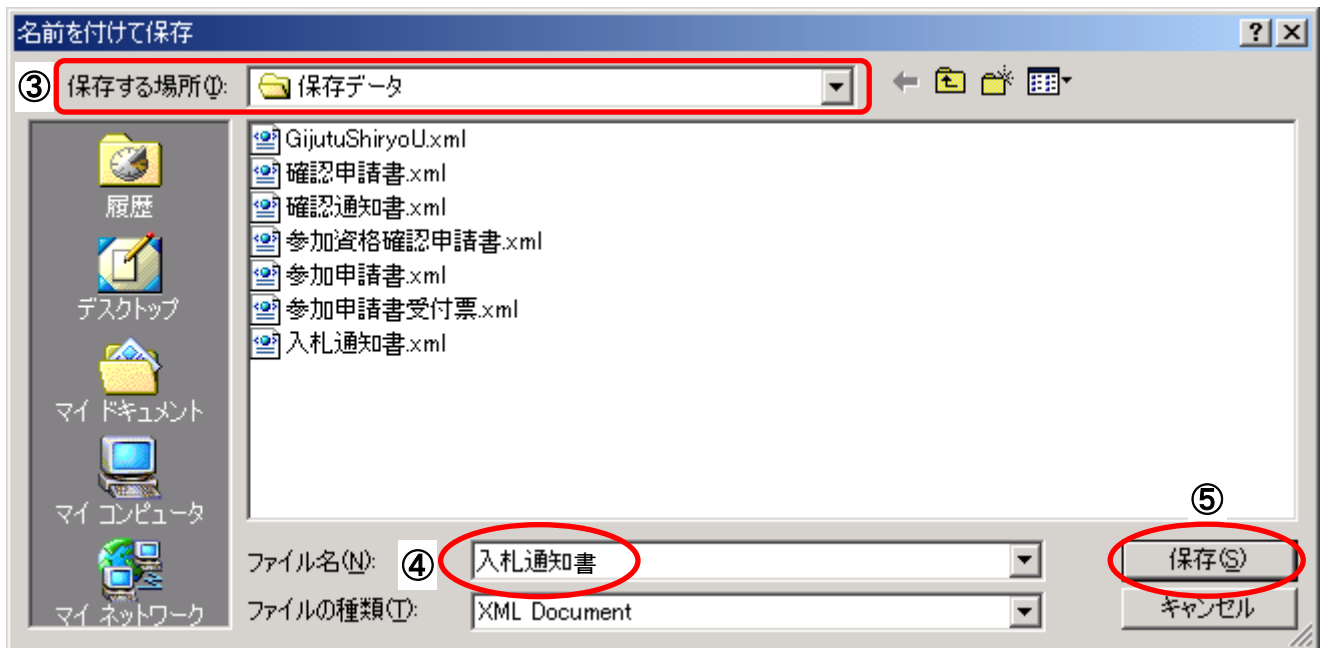 名前を付けて保存
③ 保存する場所(I): 保存データ
履歴
デスクトップ
マイ ドキュメント
マイ コンピュータ
マイ ネットワーク
GijutuShiryoU.xml
確認申請書.xml
確認通知書.xml
参加資格確認申請書.xml
参加申請書.xml
参加申請書受付票.xml
入札通知書.xml
⑤
ファイル名(N): ④ 入札通知書 保存(S)
ファイルの種類(T): XML Document キャンセル